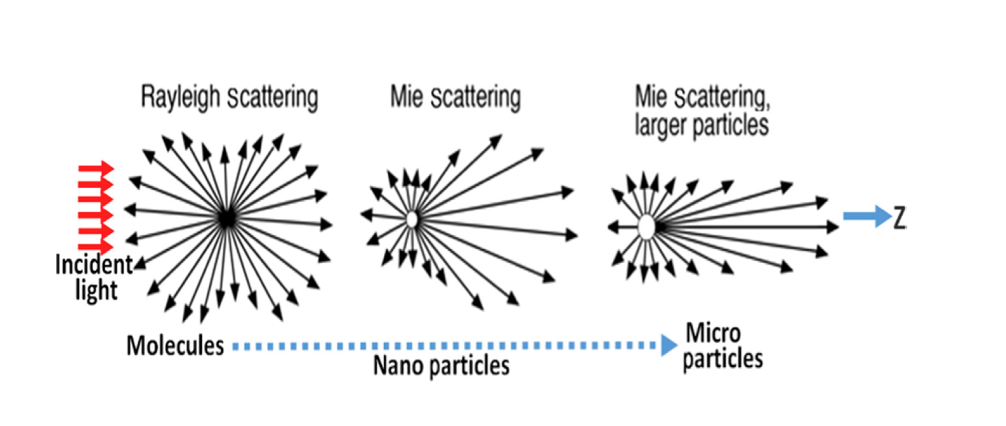 Rayleigh scattering
Mie scattering
Mie scattering,
larger particles
Z
Incident
light
Molecules
Nano particles
Micro
particles